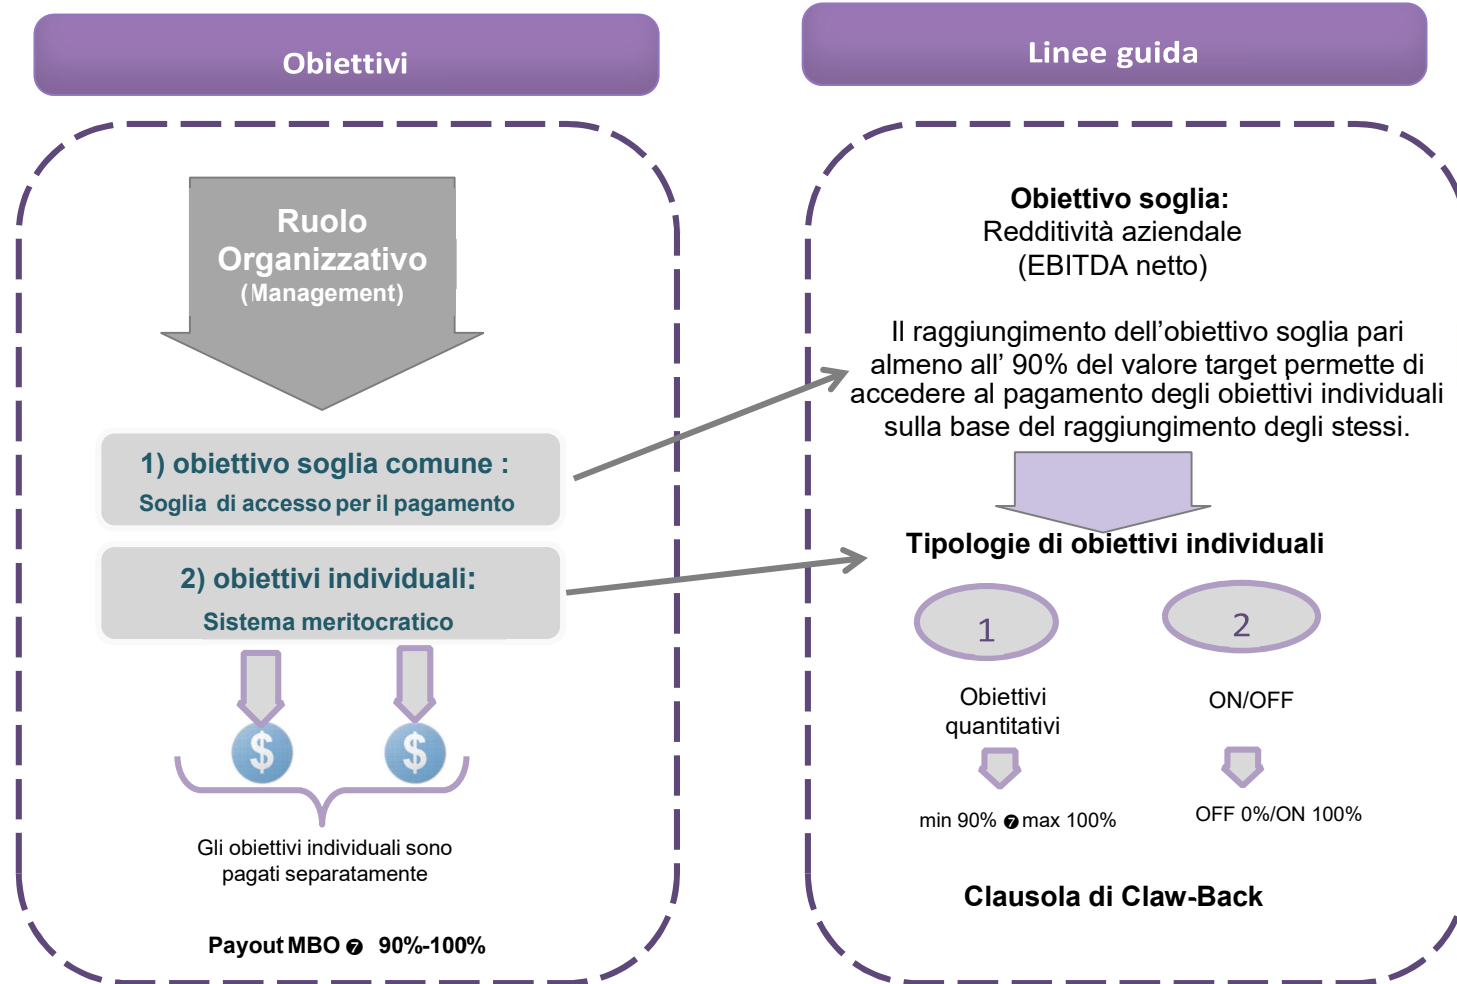 Obiettivi
Ruolo
Organizzativo
(Management)
1) obiettivo soglia comune :
Soglia di accesso per il pagamento
2) obiettivi individuali:
Sistema meritocratico
$ $
Gli obiettivi individuali sono
pagati separatamente
Payout MBO ❼ 90%-100%
Linee guida
Obiettivo soglia:
Redditività aziendale
(EBITDA netto)
Il raggiungimento dell’obiettivo soglia pari
almeno all’ 90% del valore target permette di
accedere al pagamento degli obiettivi individuali
sulla base del raggiungimento degli stessi.
Tipologie di obiettivi individuali
1 2
Obiettivi
quantitativi
ON/OFF
min 90% ❼ max 100%
OFF 0%/ON 100%
Clausola di Claw-Back